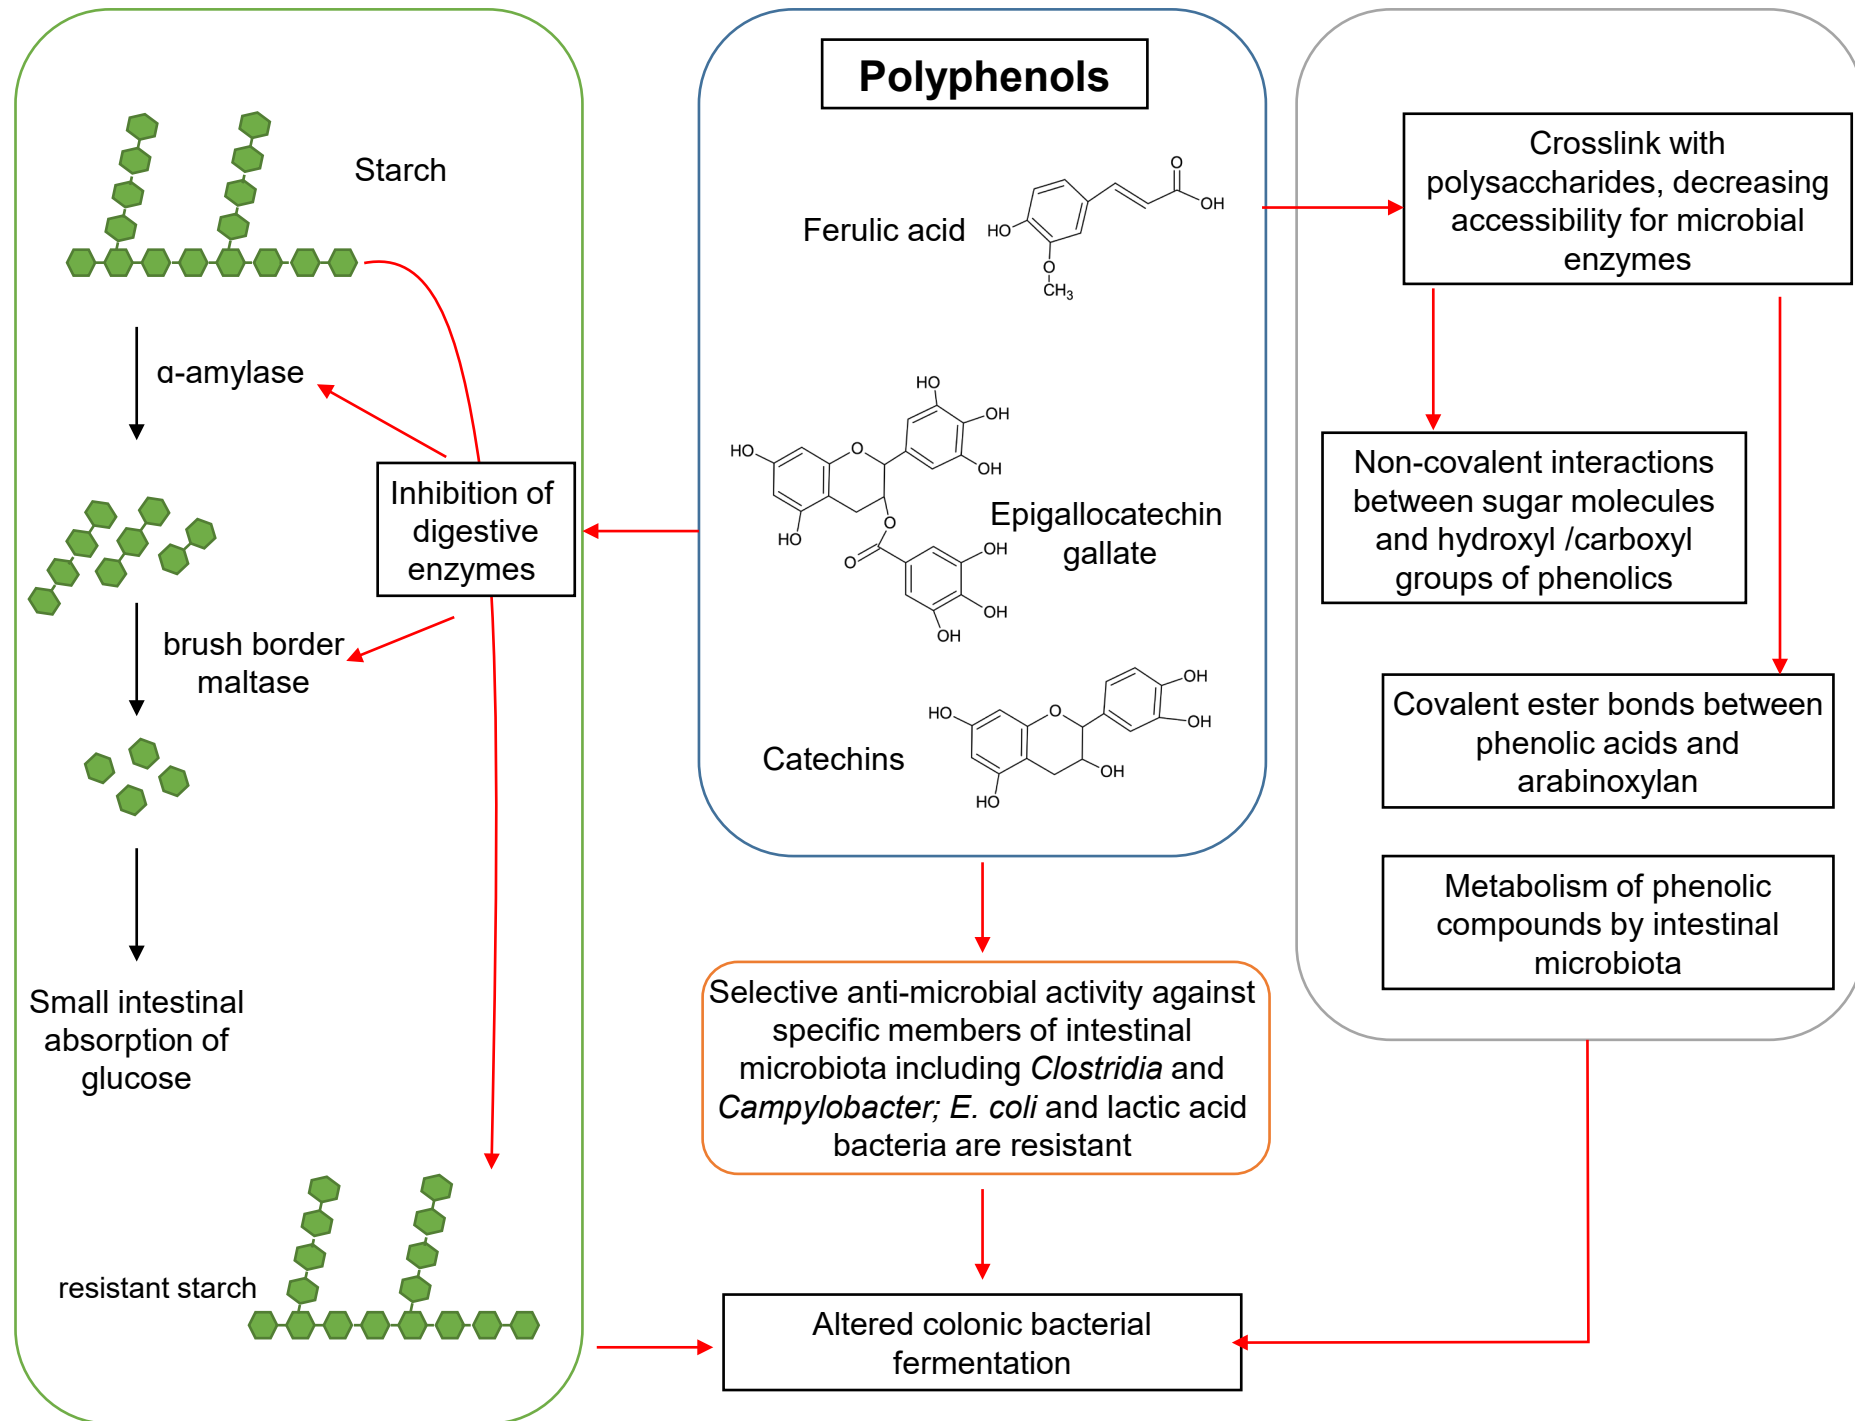 Starch
α-amylase
Inhibition of
digestive
enzymes
brush border
maltase
Small intestinal
absorption of
glucose
resistant starch
Polyphenols
Ferulic acid
HO
O
CH3
O
OH
HO
OH
OH
HO
O
HO
O
O
OH
OH
OH
Epigallocatechin
gallate
Catechins
HO
O
OH
OH
OH
HO
Selective anti-microbial activity against
specific members of intestinal
microbiota including Clostridia and
Campylobacter; E. coli and lactic acid
bacteria are resistant
Altered colonic bacterial
fermentation
Crosslink with
polysaccharides, decreasing
accessibility for microbial
enzymes
Non-covalent interactions
between sugar molecules
and hydroxyl /carboxyl
groups of phenolics
Covalent ester bonds between
phenolic acids and
arabinoxylan
Metabolism of phenolic
compounds by intestinal
microbiota